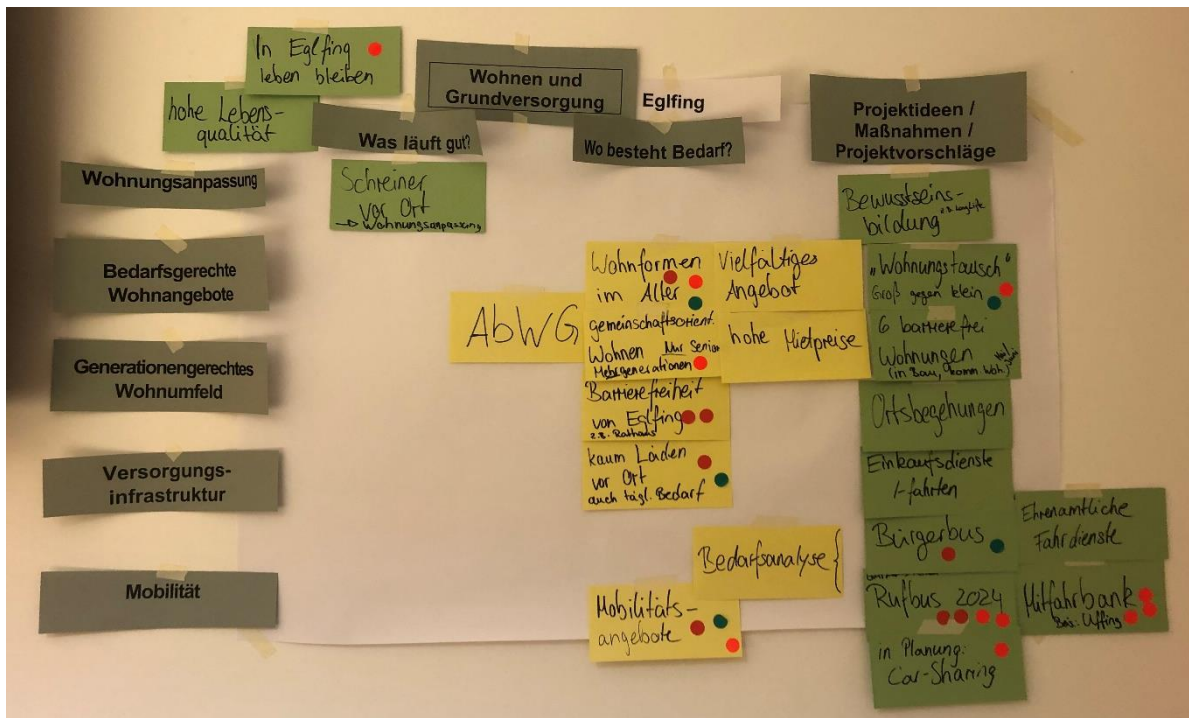 In Eglfing
leben bleiben
hohe Lebens-
qualität
Wohnen und
Grundversorgung
Eglfing
Was läuft gut?
Wo besteht Bedarf?
Projektideen /
Maßnahmen /
Projektvorschläge
Wohnungsanpassung
Schreiner
vor Ort
→ Wohnungsanpassung
Bewusstseins-
bildung
Bedarfsgerechte
Wohnangebote
AbWG
Wohnformen
im Alter
gemeinschaftsorient.
Wohnen Nur Senior
Mehrgenerationen
Vielfältiges
Angebot
hohe Mietpreise
„Wohnungstausch"
Groß gegen klein
6 barrierefrei
Wohnungen
(in Bau, komm. Woh.)
Generationengerechtes
Wohnumfeld
Barrierefreiheit
von Eglfing
z.B. Rathaus
Ortsbegehungen
Versorgungs-
infrastruktur
kaum Läden
vor Ort
auch tägl. Bedarf
Einkaufsdienste
/-fahrten
Mobilität
Bedarfsanalyse {
Mobilitäts-
angebote
Bürgerbus
Ehrenamtliche
Fahrdienste
Rufbus 2024
in Planung:
Car-Sharing
Mitfahrbank
Bsp. Uffing